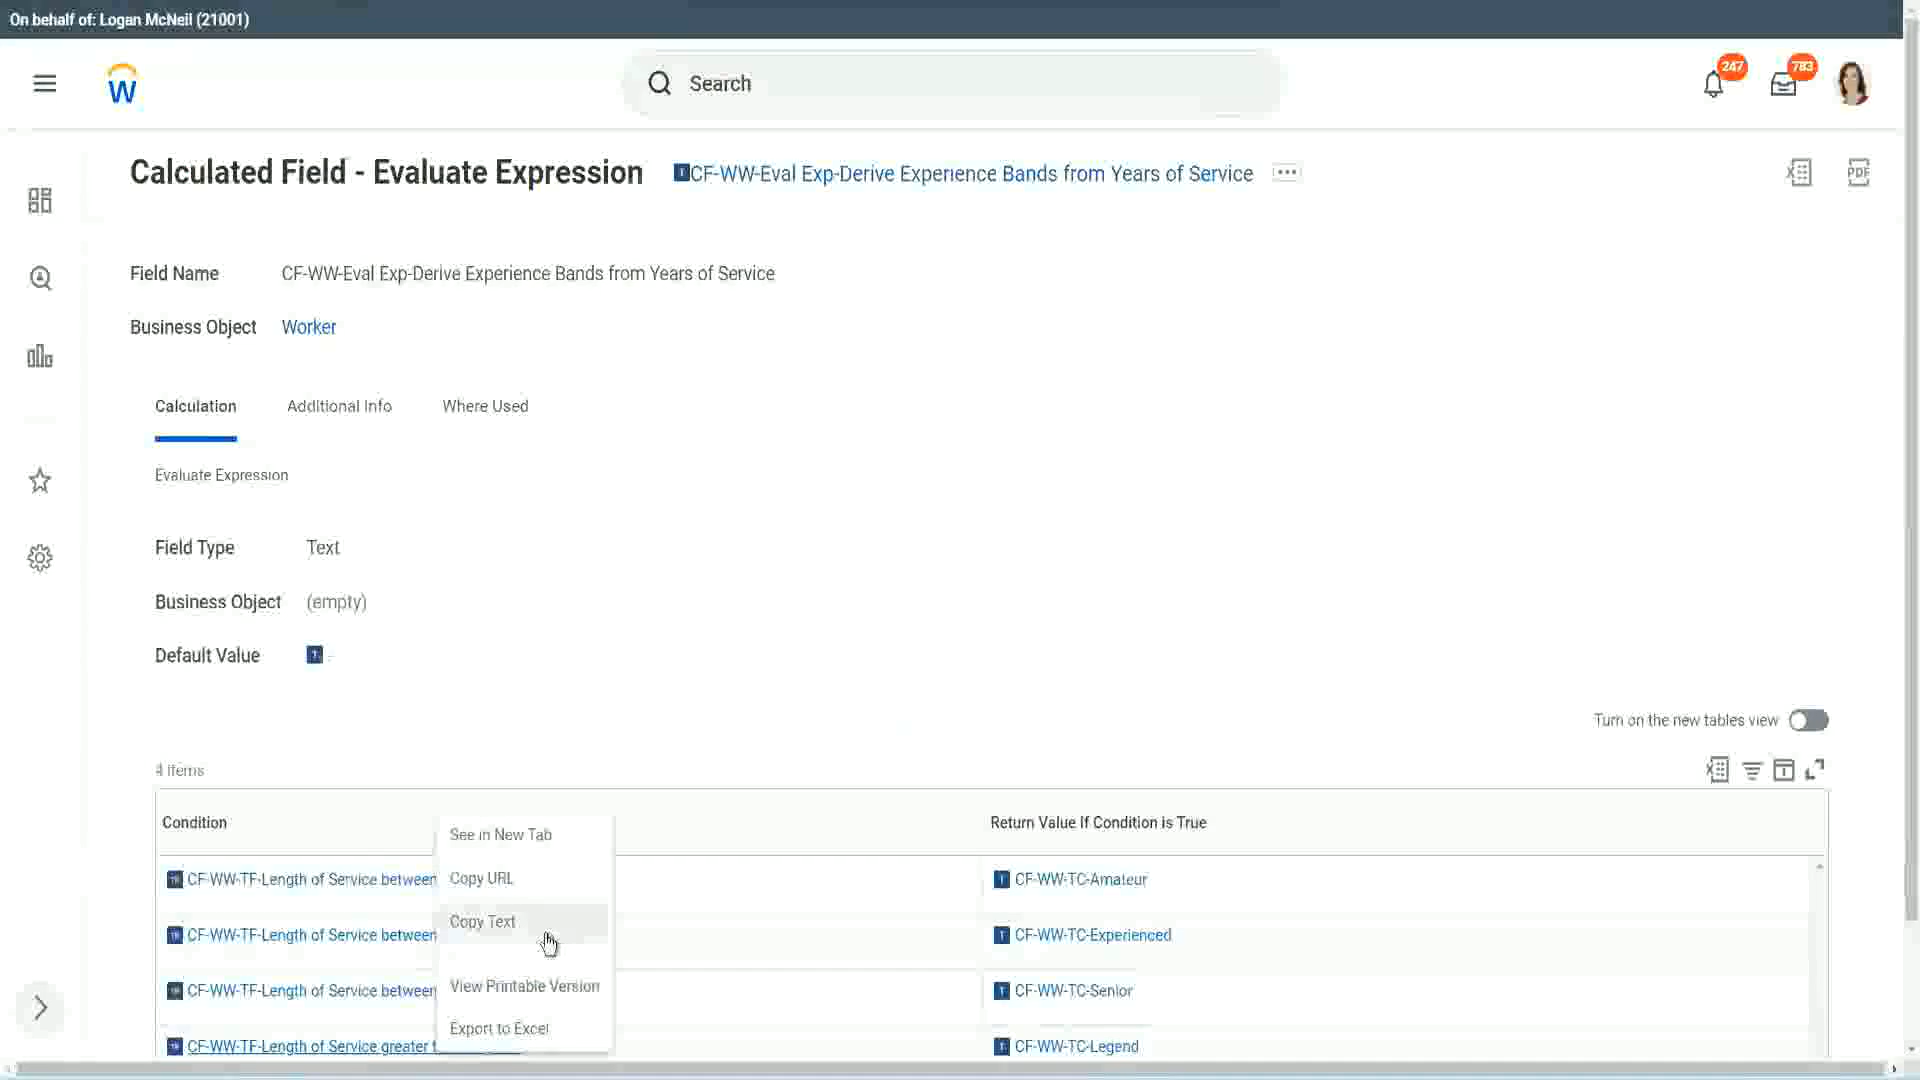 On behalf of: Logan McNeil (21001)
W
Search
247
783
Calculated Field - Evaluate Expression
CF-WW-Eval Exp-Derive Experience Bands from Years of Service
PDF
Field Name
CF-WW-Eval Exp-Derive Experience Bands from Years of Service
Business Object
Worker
Calculation
Additional Info
Where Used
Evaluate Expression
Field Type
Text
Business Object
(empty)
Default Value
Turn on the new tables view
4 items
Condition
Return Value If Condition is True
CF-WW-TF-Length of Service between
CF-WW-TC-Amateur
CF-WW-TF-Length of Service between
CF-WW-TC-Experienced
CF-WW-TF-Length of Service between
CF-WW-TC-Senior
CF-WW-TF-Length of Service greater
CF-WW-TC-Legend
See in New Tab
Copy URL
Copy Text
View Printable Version
Export to Excel